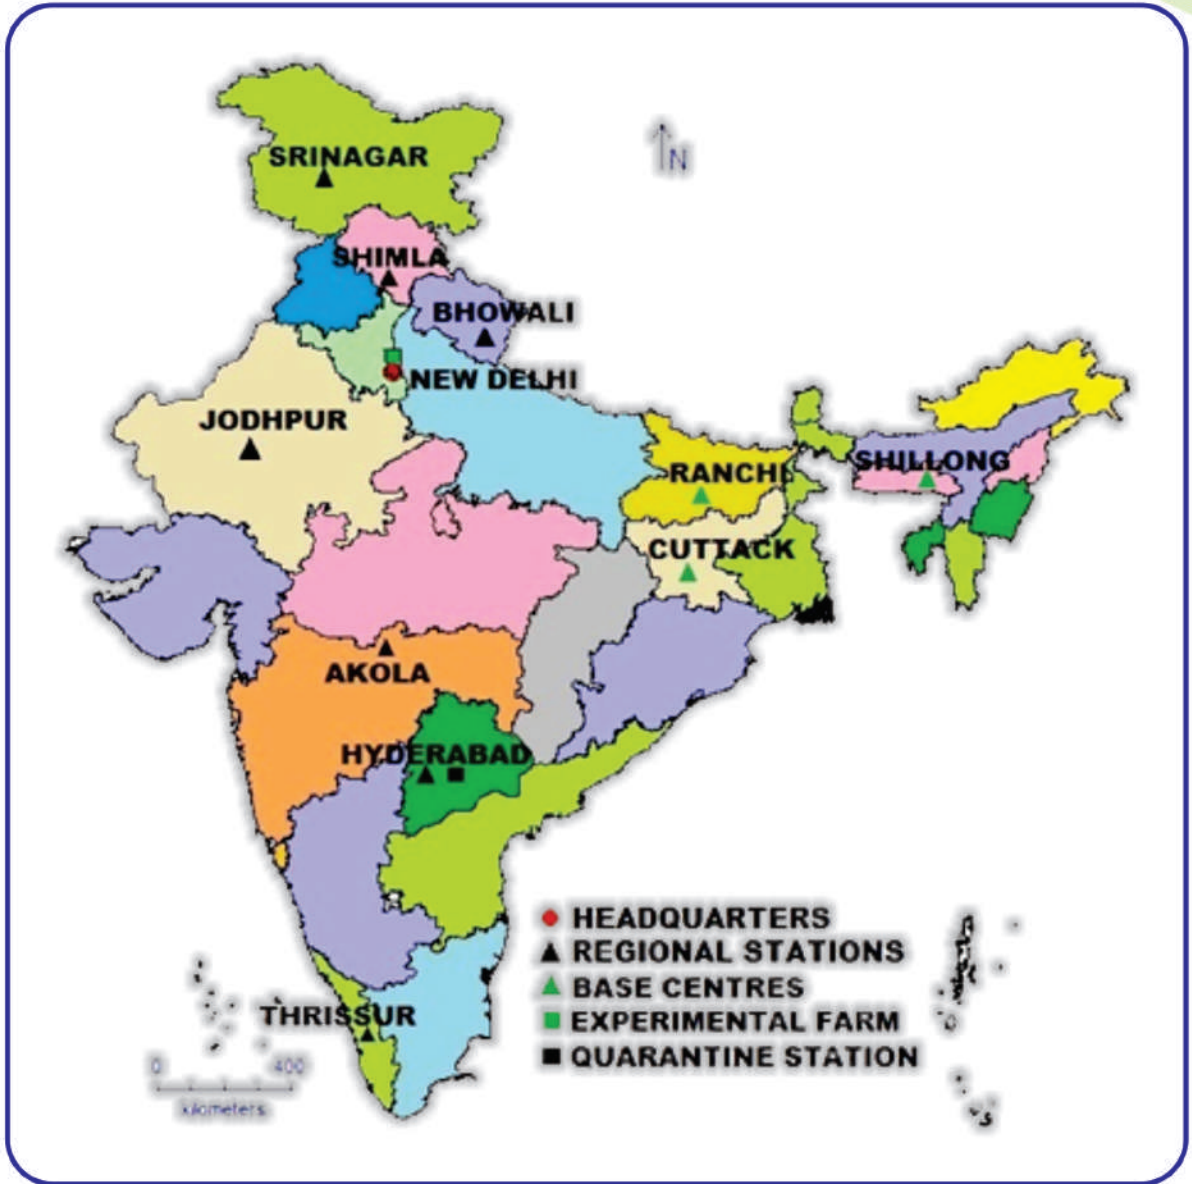 SRINAGAR
N
SHIMLA
BHOWALI
NEW DELHI
JODHPUR
RANCHI
SHILLONG
CUTTACK
AKOLA
HYDERABAD
HEADQUARTERS
REGIONAL STATIONS
BASE CENTRES
THRISSUR
EXPERIMENTAL FARM
QUARANTINE STATION
0 400
kilometers